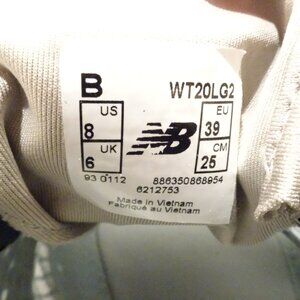 B WT20LG2
US EU
8 39
UK CM
6 25
93 0112 886350868954
6212753
Made in Vietnam
Fabriqué au Vietnam